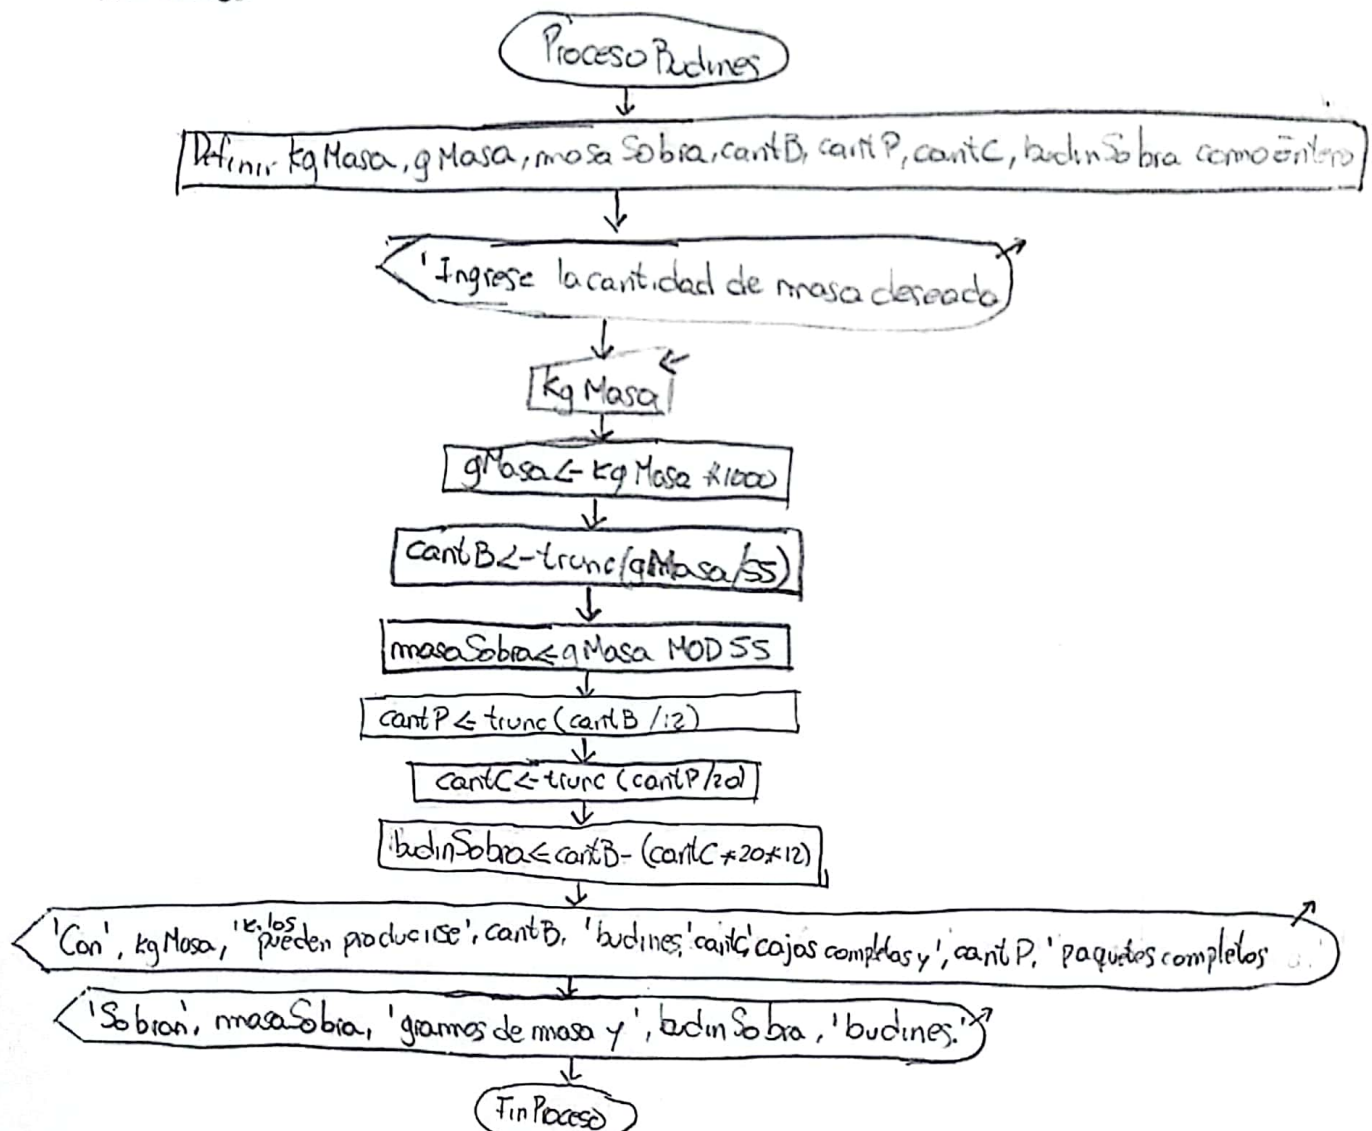 Proceso Budines
Definir kgMasa, gMasa, masaSobra, cantB, cantP, cantC, budinSobra como Entero
'Ingrese la cantidad de masa deseada
kgMasa
gMasa <- kgMasa *1000
cantB <- trunc(gMasa/55)
masaSobra <- gMasa MOD 55
cantP <- trunc(cantB /12)
cantC <- trunc(cantP/20)
budinSobra <- cantB - (cantC *20*12)
'Con', kgMasa, 'kilos pueden producirse', cantB, 'budines,' cantC, 'cajas completas y', cantP, 'paquetes completos
'Sobran', masaSobra, 'gramos de masa y', budinSobra, 'budines.'
FinProceso